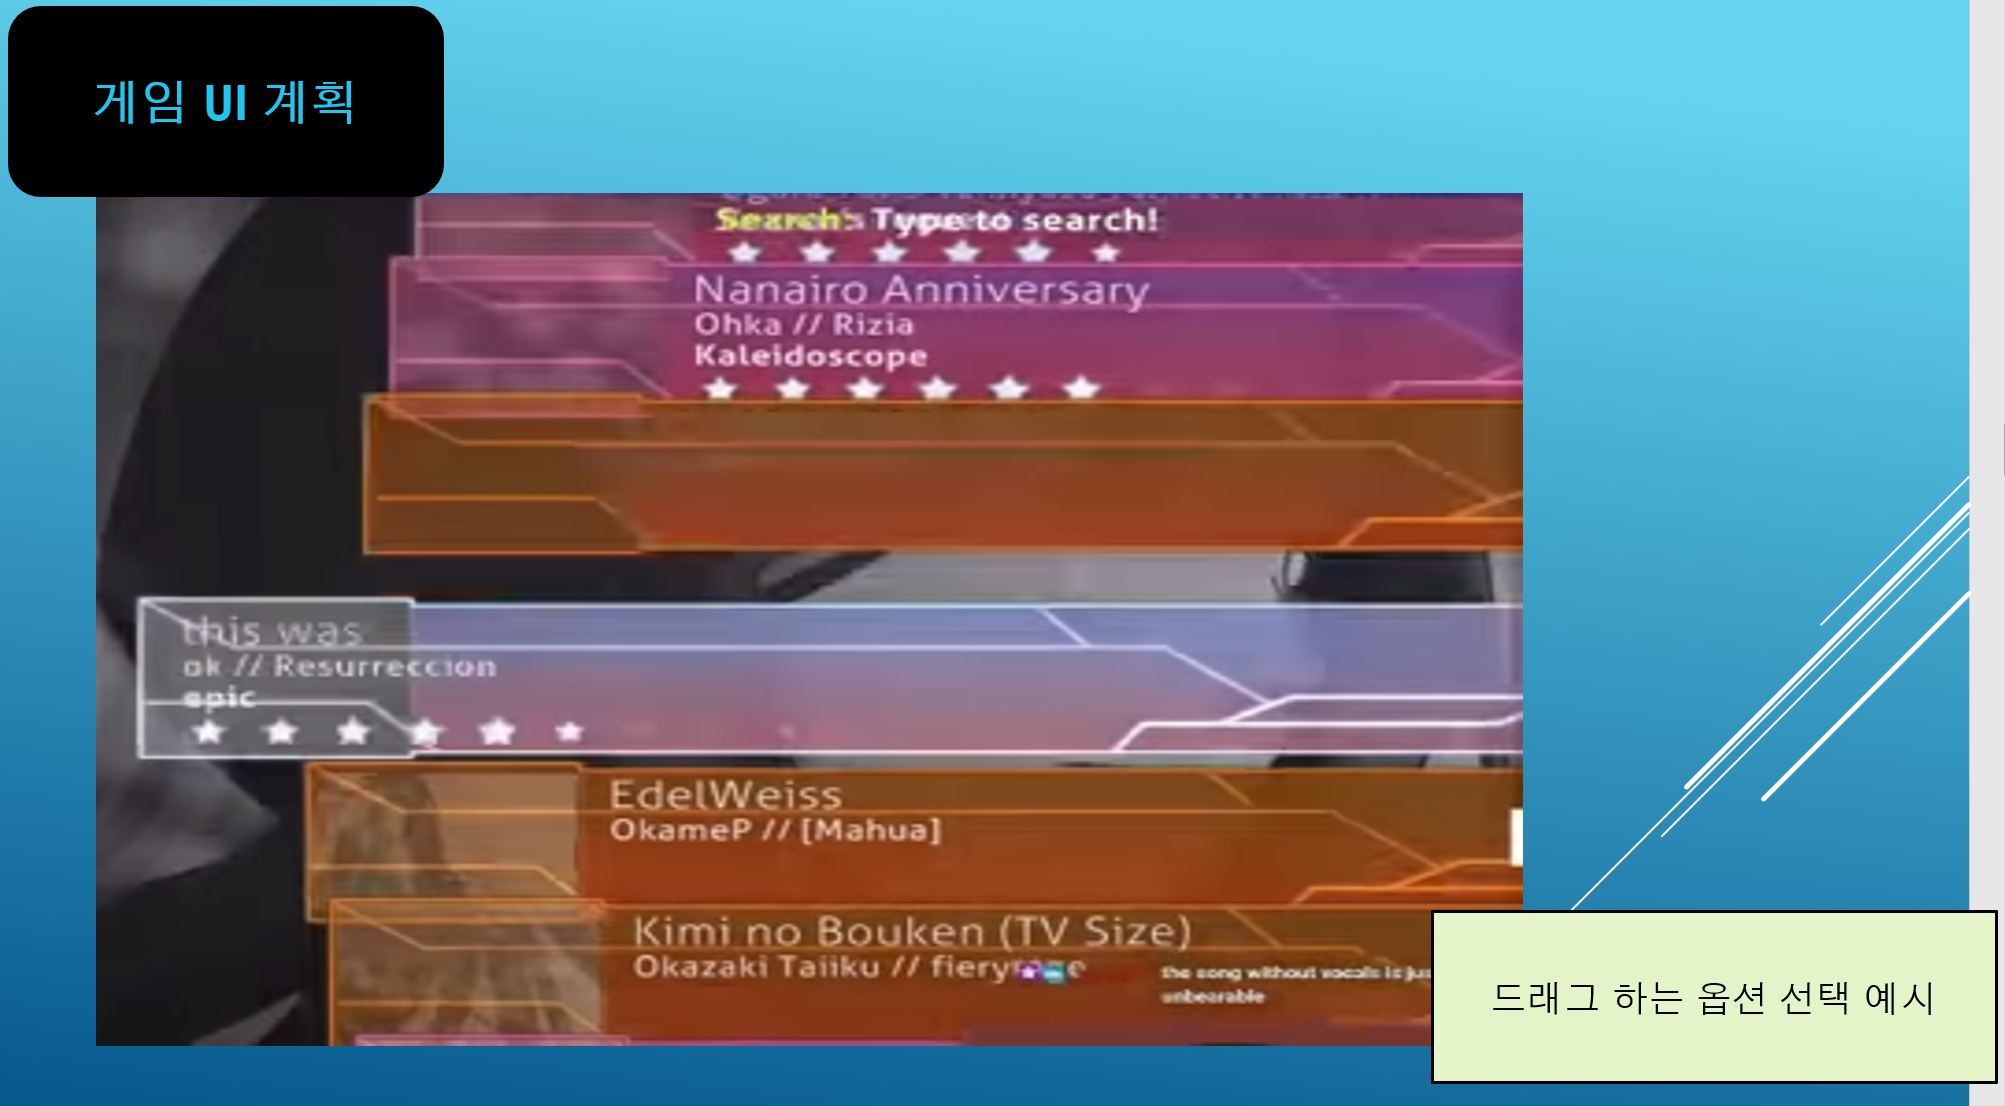 게임 UI 계획
Search: Type to search!
Nanairo Anniversary
Ohka // Rizia
Kaleidoscope
this was
ok // Resurreccion
epic
EdelWeiss
OkameP // [Mahua]
Kimi no Bouken (TV Size)
Okazaki Taiiku //
the song without vocals is
unbearable
드래그 하는 옵션 선택 예시